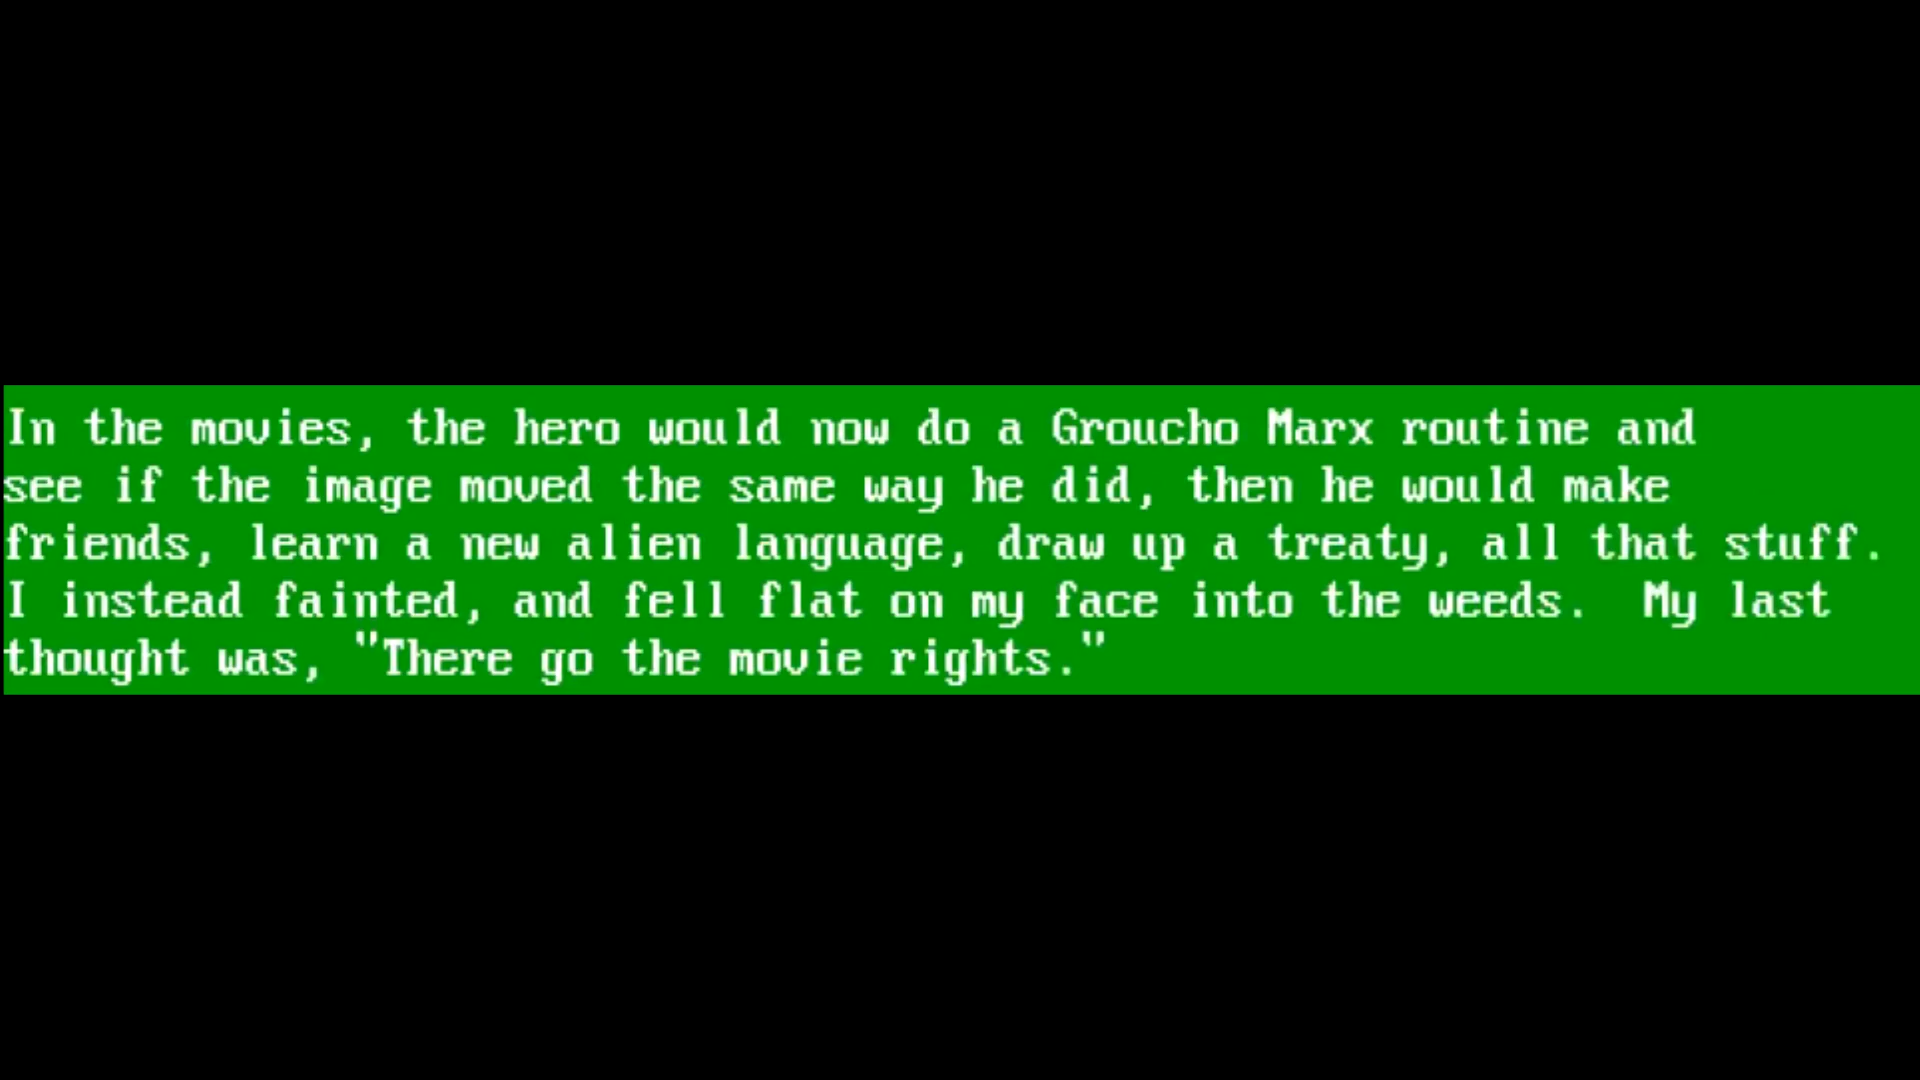 In the movies, the hero would now do a Groucho Marx routine and
see if the image moved the same way he did, then he would make
friends, learn a new alien language, draw up a treaty, all that stuff.
I instead fainted, and fell flat on my face into the weeds.  My last
thought was, "There go the movie rights."